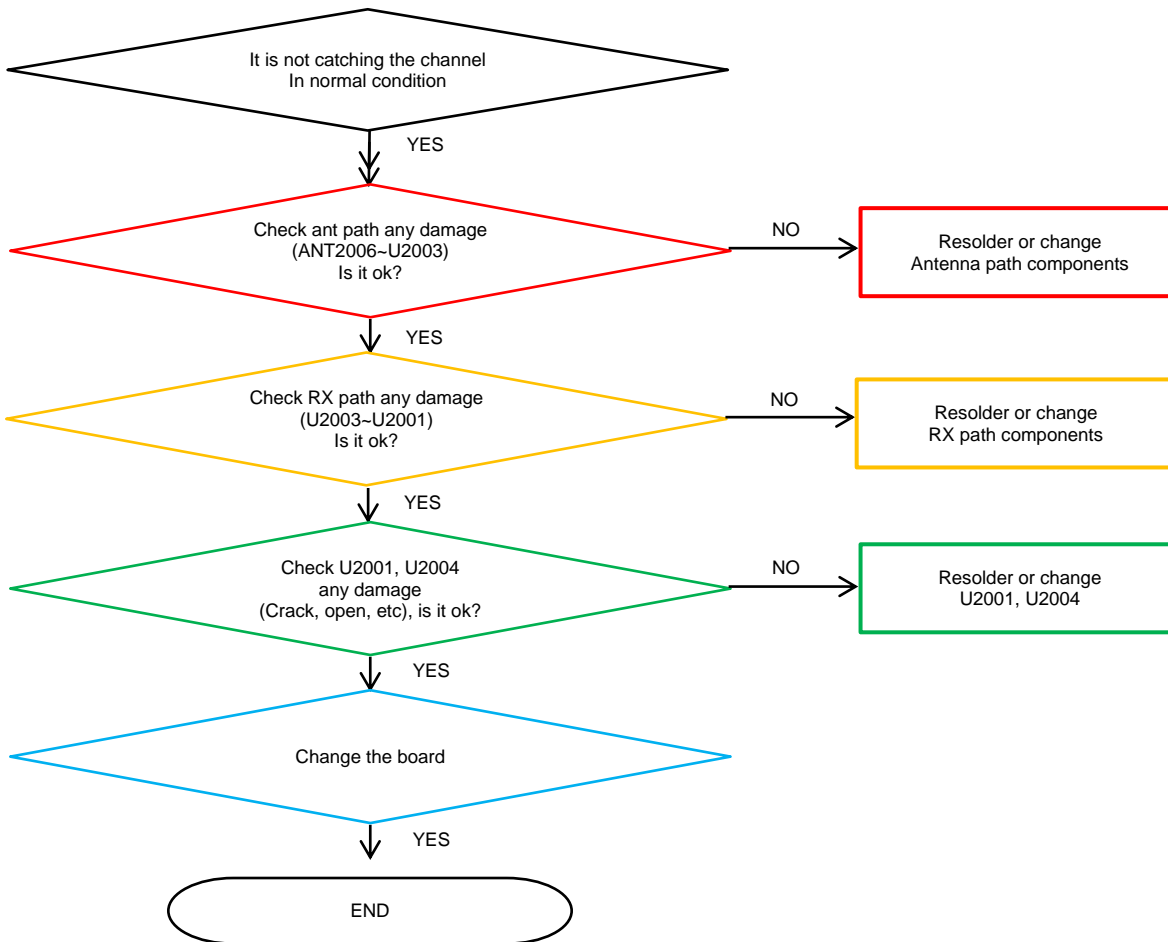 It is not catching the channel
In normal condition
YES
Check ant path any damage
(ANT2006~U2003)
Is it ok?
NO
Resolder or change
Antenna path components
YES
Check RX path any damage
(U2003~U2001)
Is it ok?
NO
Resolder or change
RX path components
YES
Check U2001, U2004
any damage
(Crack, open, etc), is it ok?
NO
Resolder or change
U2001, U2004
YES
Change the board
YES
END